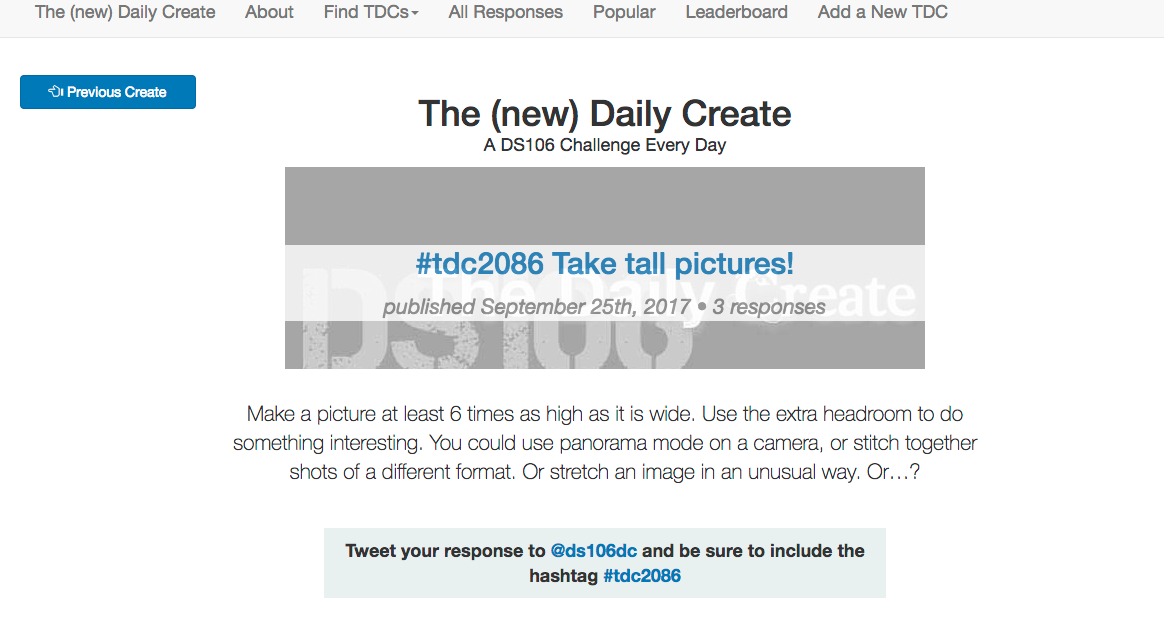 The (new) Daily Create About Find TDCs All Responses Popular Leaderboard Add a New TDC
Previous Create
The (new) Daily Create
A DS106 Challenge Every Day
#tdc2086 Take tall pictures!
published September 25th, 2017 • 3 responses
DS106 The Daily Create
Make a picture at least 6 times as high as it is wide. Use the extra headroom to do
something interesting. You could use panorama mode on a camera, or stitch together
shots of a different format. Or stretch an image in an unusual way. Or…?
Tweet your response to @ds106dc and be sure to include the
hashtag #tdc2086